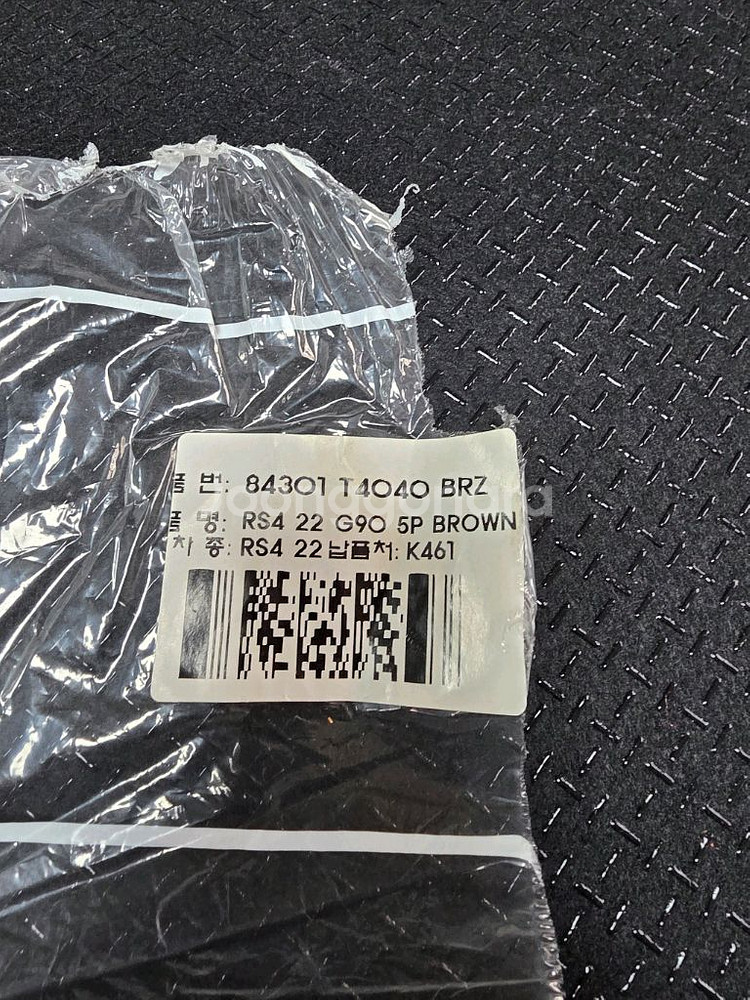 품 번: 84301 T4040 BRZ
품 명: RS4 22 G90 5P BROWN
차 종: RS4 22 납품처: K461